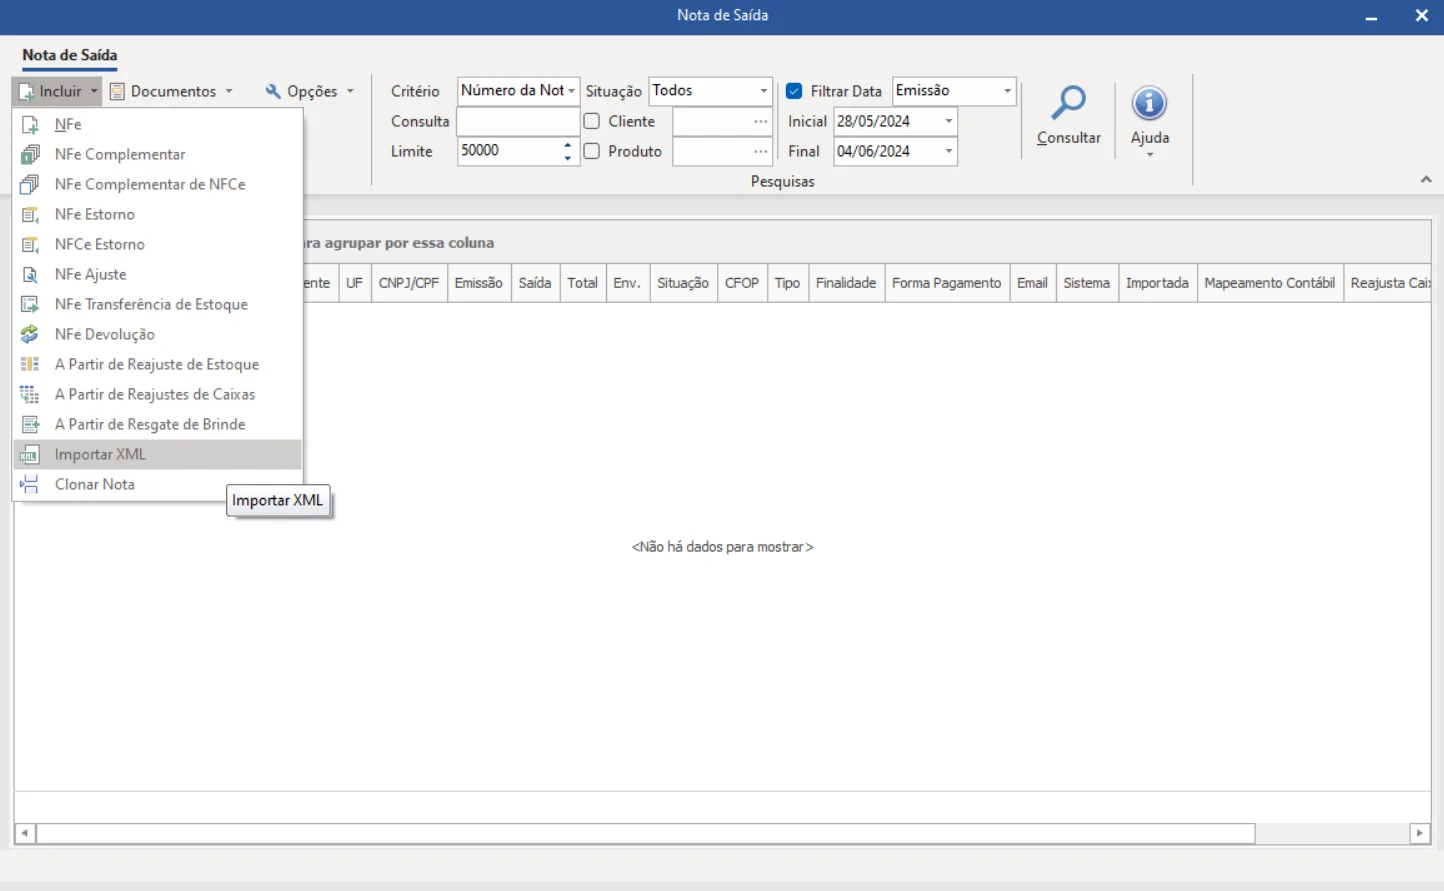 Nota de Saída
Nota de Saída
Incluir
Documentos
Opções
NFe
NFe Complementar
NFe Complementar de NFCe
NFe Estorno
NFCe Estorno
NFe Ajuste
NFe Transferência de Estoque
NFe Devolução
A Partir de Reajuste de Estoque
A Partir de Reajustes de Caixas
A Partir de Resgate de Brinde
Importar XML
Clonar Nota
Importar XML
Critério Número da Not Situação Todos
Consulta Cliente ...
Limite 50000 Produto ...
Filtrar Data Emissão
Inicial 28/05/2024
Final 04/06/2024
Pesquisas
Consultar
Ajuda
ra agrupar por essa coluna
ente UF CNPJ/CPF Emissão Saída Total Env. Situação CFOP Tipo Finalidade Forma Pagamento Email Sistema Importada Mapeamento Contábil Reajusta Caix
<Não há dados para mostrar>